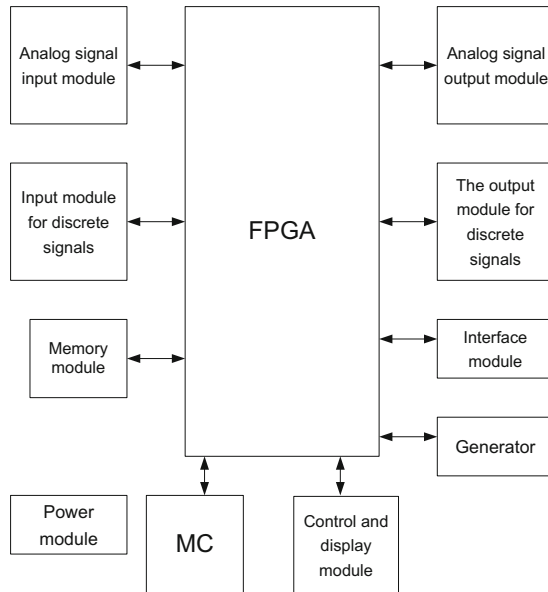 Analog signal
input module
Analog signal
output module
Input module
for discrete
signals
FPGA
The output
module for
discrete
signals
Memory
module
Interface
module
Generator
Power
module
MC
Control and
display
module